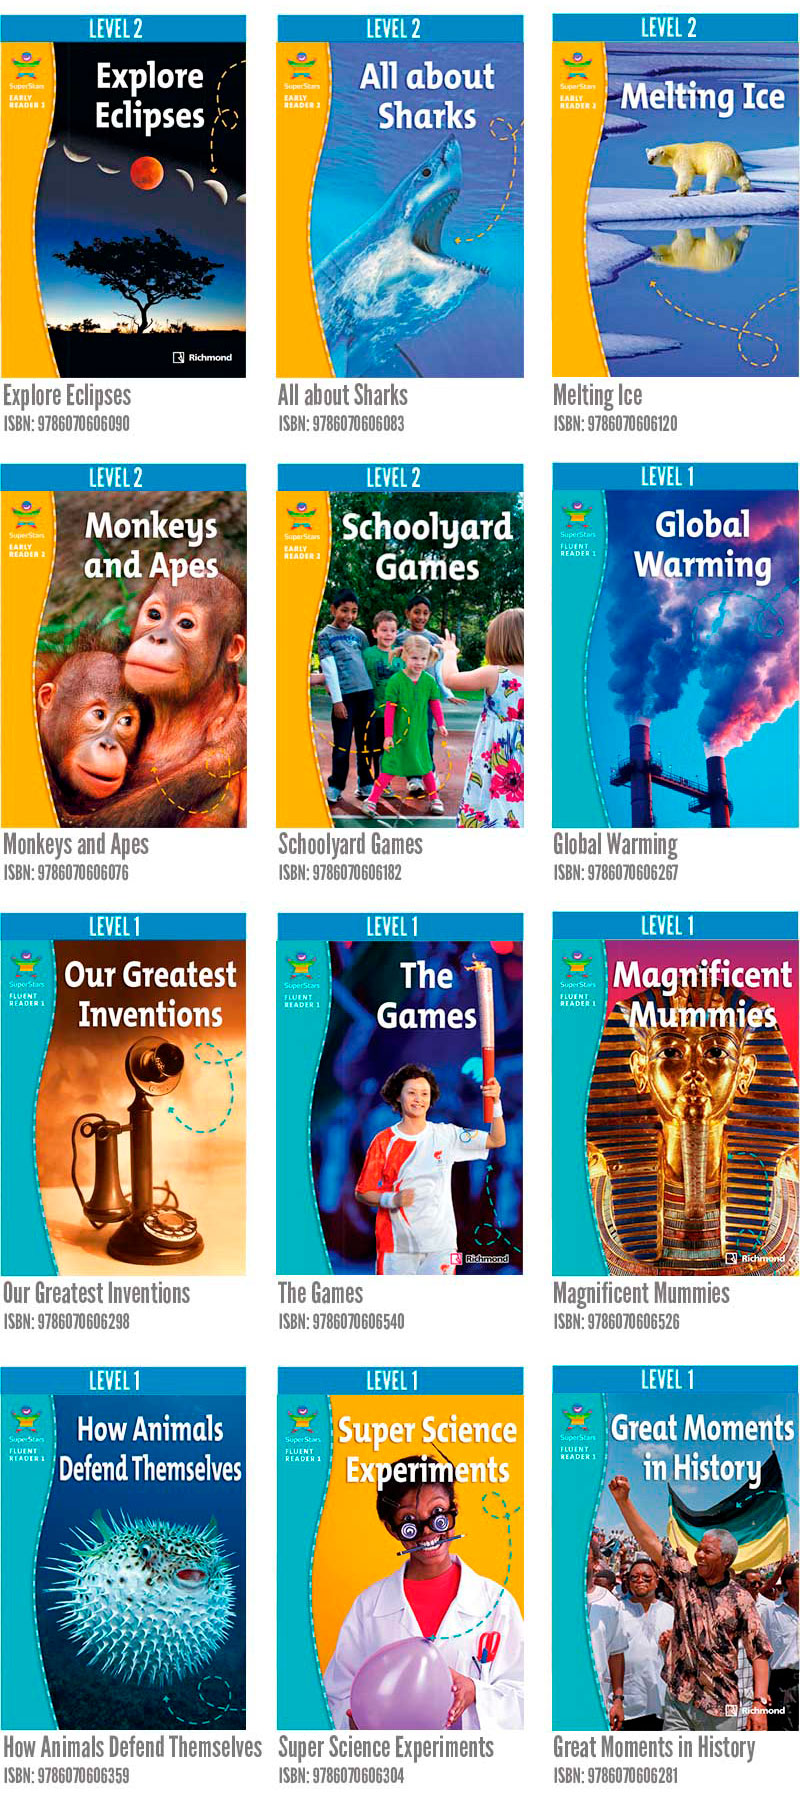 LEVEL 2
SuperStars
EARLY
READER 2
Explore
Eclipses
Richmond
Explore Eclipses
ISBN: 9786070606090
LEVEL 2
SuperStars
EARLY
READER 2
All about
Sharks
All about Sharks
ISBN: 9786070606083
LEVEL 2
SuperStars
EARLY
READER 2
Melting Ice
Melting Ice
ISBN: 9786070606120
LEVEL 2
SuperStars
EARLY
READER 2
Monkeys
and Apes
Monkeys and Apes
ISBN: 9786070606076
LEVEL 2
SuperStars
EARLY
READER 2
Schoolyard
Games
Schoolyard Games
ISBN: 9786070606182
LEVEL 1
SuperStars
FLUENT
READER 1
Global
Warming
Global Warming
ISBN: 9786070606267
LEVEL 1
SuperStars
FLUENT
READER 1
Our Greatest
Inventions
Our Greatest Inventions
ISBN: 9786070606298
LEVEL 1
SuperStars
FLUENT
READER 1
The
Games
Richmond
The Games
ISBN: 9786070606540
LEVEL 1
SuperStars
FLUENT
READER 1
Magnificent
Mummies
Richmond
Magnificent Mummies
ISBN: 9786070606526
LEVEL 1
SuperStars
FLUENT
READER 1
How Animals
Defend Themselves
How Animals Defend Themselves
ISBN: 9786070606359
LEVEL 1
SuperStars
FLUENT
READER 1
Super Science
Experiments
Super Science Experiments
ISBN: 9786070606304
LEVEL 1
SuperStars
FLUENT
READER 1
Great Moments
in History
Richmond
Great Moments in History
ISBN: 9786070606281